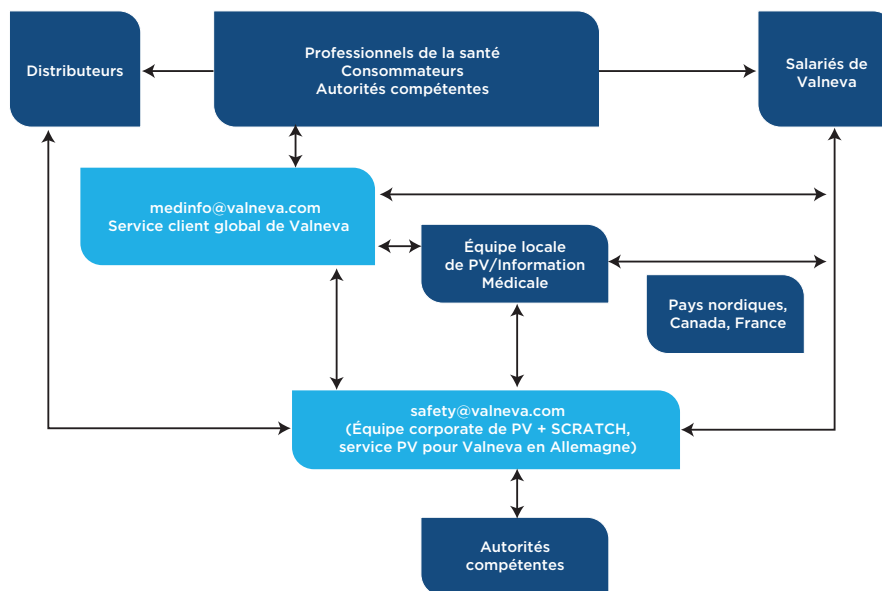 Distributeurs
Professionnels de la santé
Consommateurs
Autorités compétentes
Salariés de
Valneva
medinfo@valneva.com
Service client global de Valneva
Équipe locale
de PV/Information
Médicale
Pays nordiques,
Canada, France
safety@valneva.com
(Équipe corporate de PV + SCRATCH,
service PV pour Valneva en Allemagne)
Autorités
compétentes